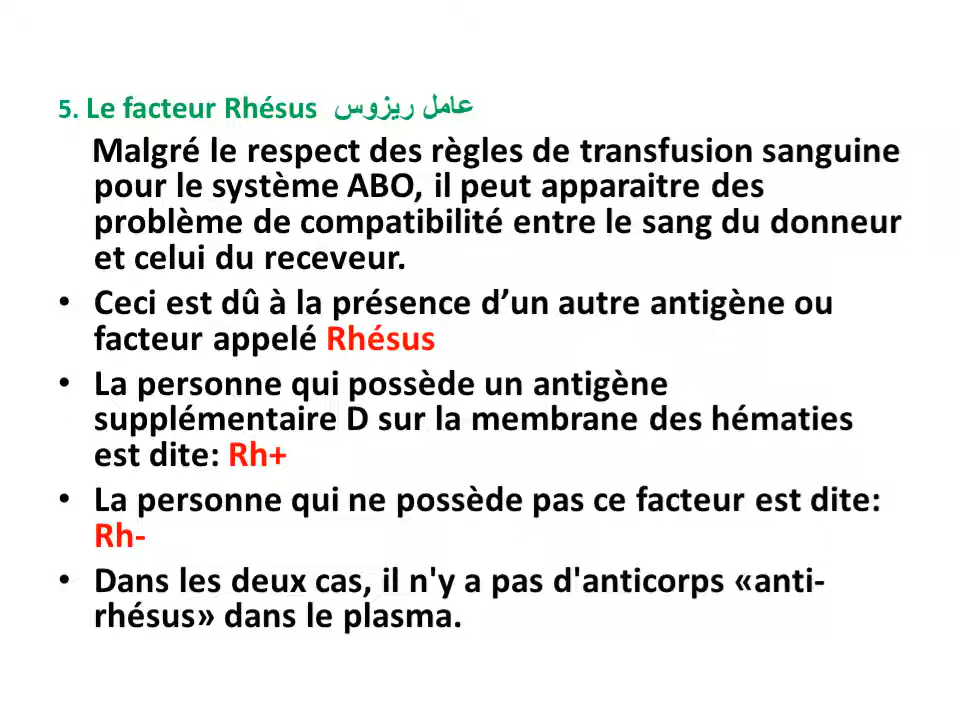 5. Le facteur Rhésus عامل ريزوس
Malgré le respect des règles de transfusion sanguine
pour le système ABO, il peut apparaitre des
problème de compatibilité entre le sang du donneur
et celui du receveur.
• Ceci est dû à la présence d’un autre antigène ou
facteur appelé Rhésus
• La personne qui possède un antigène
supplémentaire D sur la membrane des hématies
est dite: Rh+
• La personne qui ne possède pas ce facteur est dite:
Rh-
• Dans les deux cas, il n'y a pas d'anticorps «anti-
rhésus» dans le plasma.